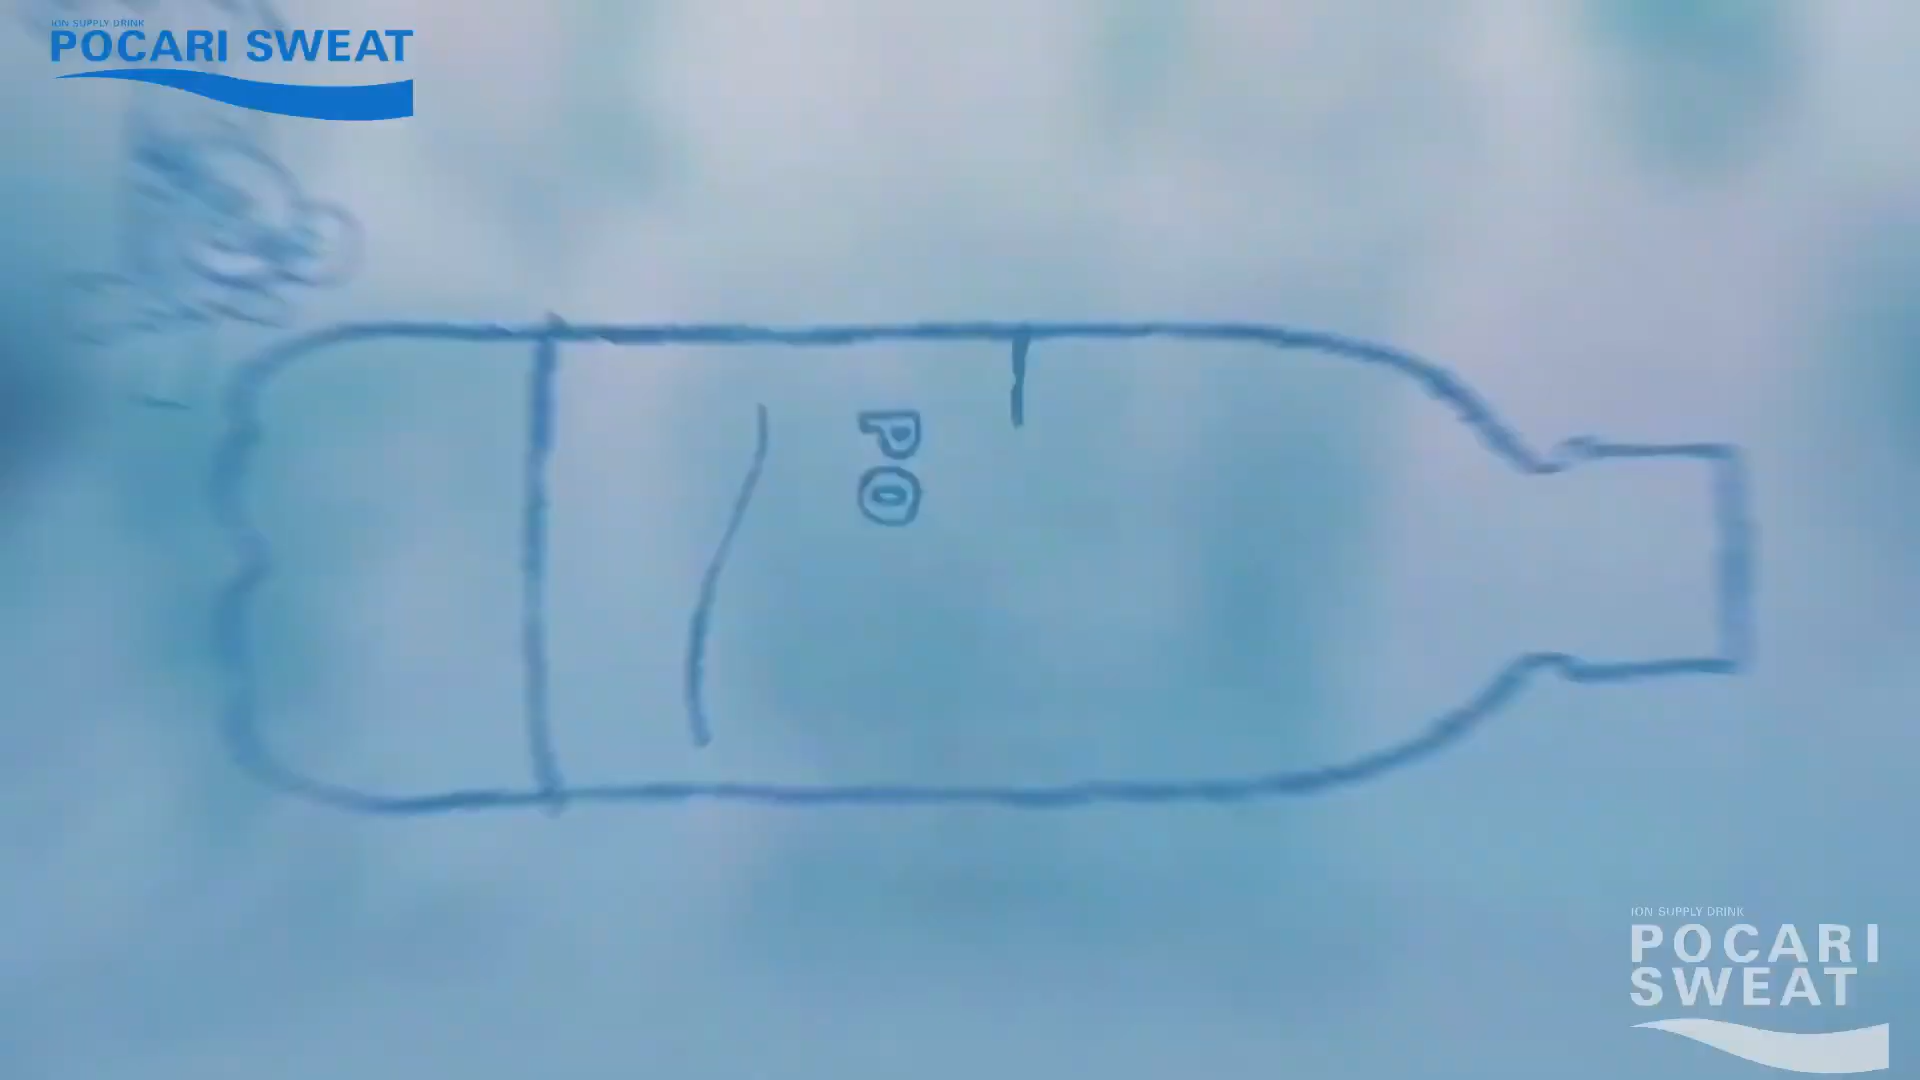 ION SUPPLY DRINK
POCARI SWEAT
PO
ION SUPPLY DRINK
POCARI
SWEAT